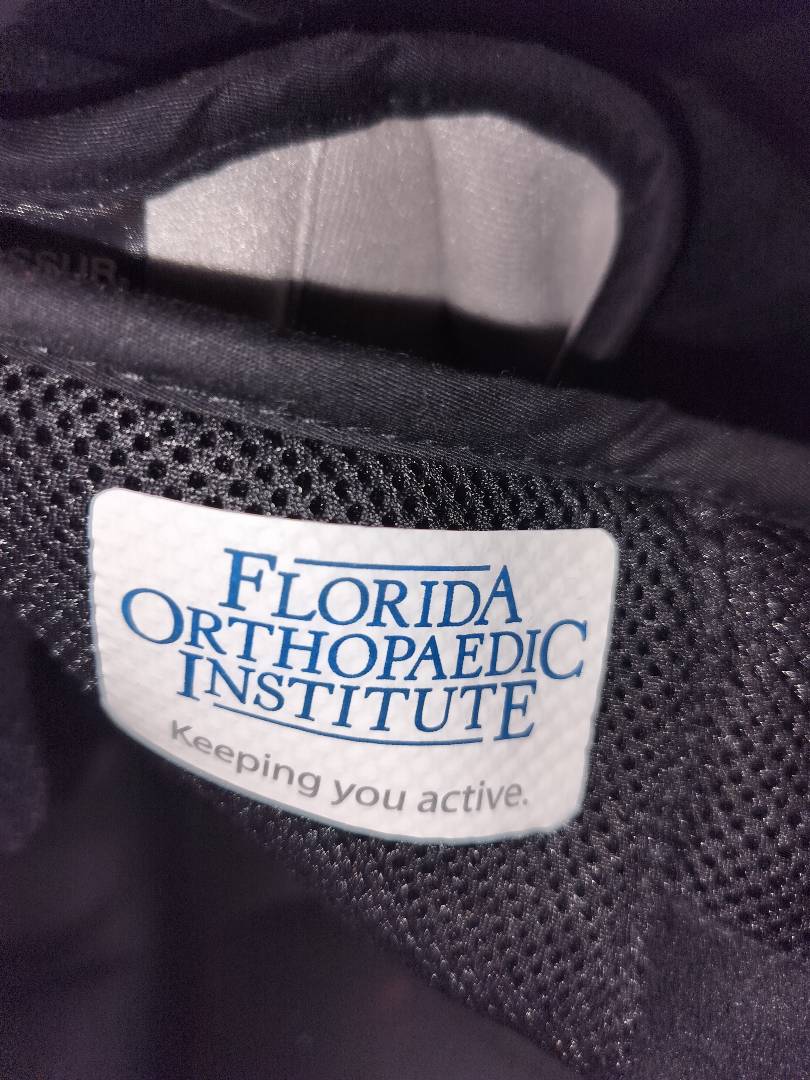 FLORIDA
ORTHOPAEDIC
INSTITUTE
Keeping you active.